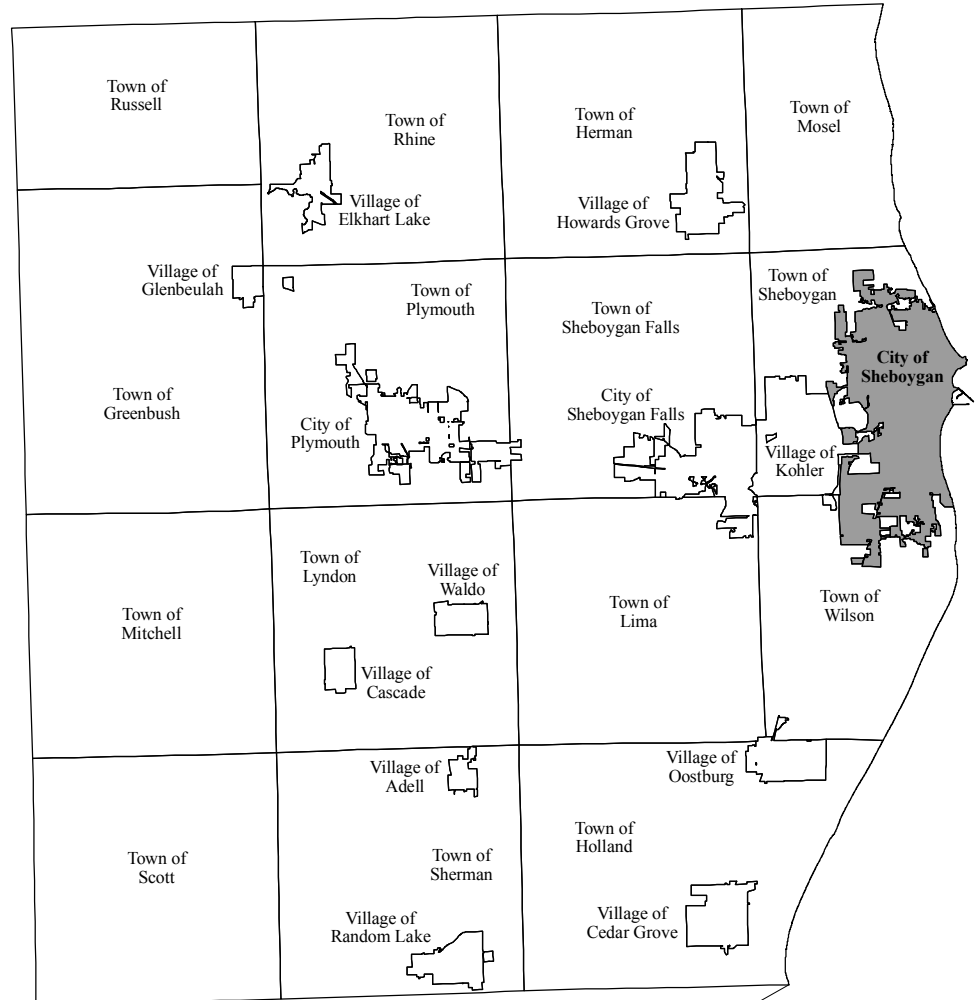 Town of
Russell
Town of
Rhine
Town of
Herman
Town of
Mosel
Village of
Elkhart Lake
Village of
Howards Grove
Village of
Glenbeulah
Town of
Plymouth
Town of
Sheboygan Falls
Town of
Sheboygan
City of
Sheboygan
Town of
Greenbush
City of
Plymouth
City of
Sheboygan Falls
Village of
Kohler
Town of
Lyndon
Village of
Waldo
Town of
Mitchell
Town of
Lima
Town of
Wilson
Village of
Cascade
Village of
Adell
Village of
Oostburg
Town of
Scott
Town of
Sherman
Town of
Holland
Village of
Random Lake
Village of
Cedar Grove